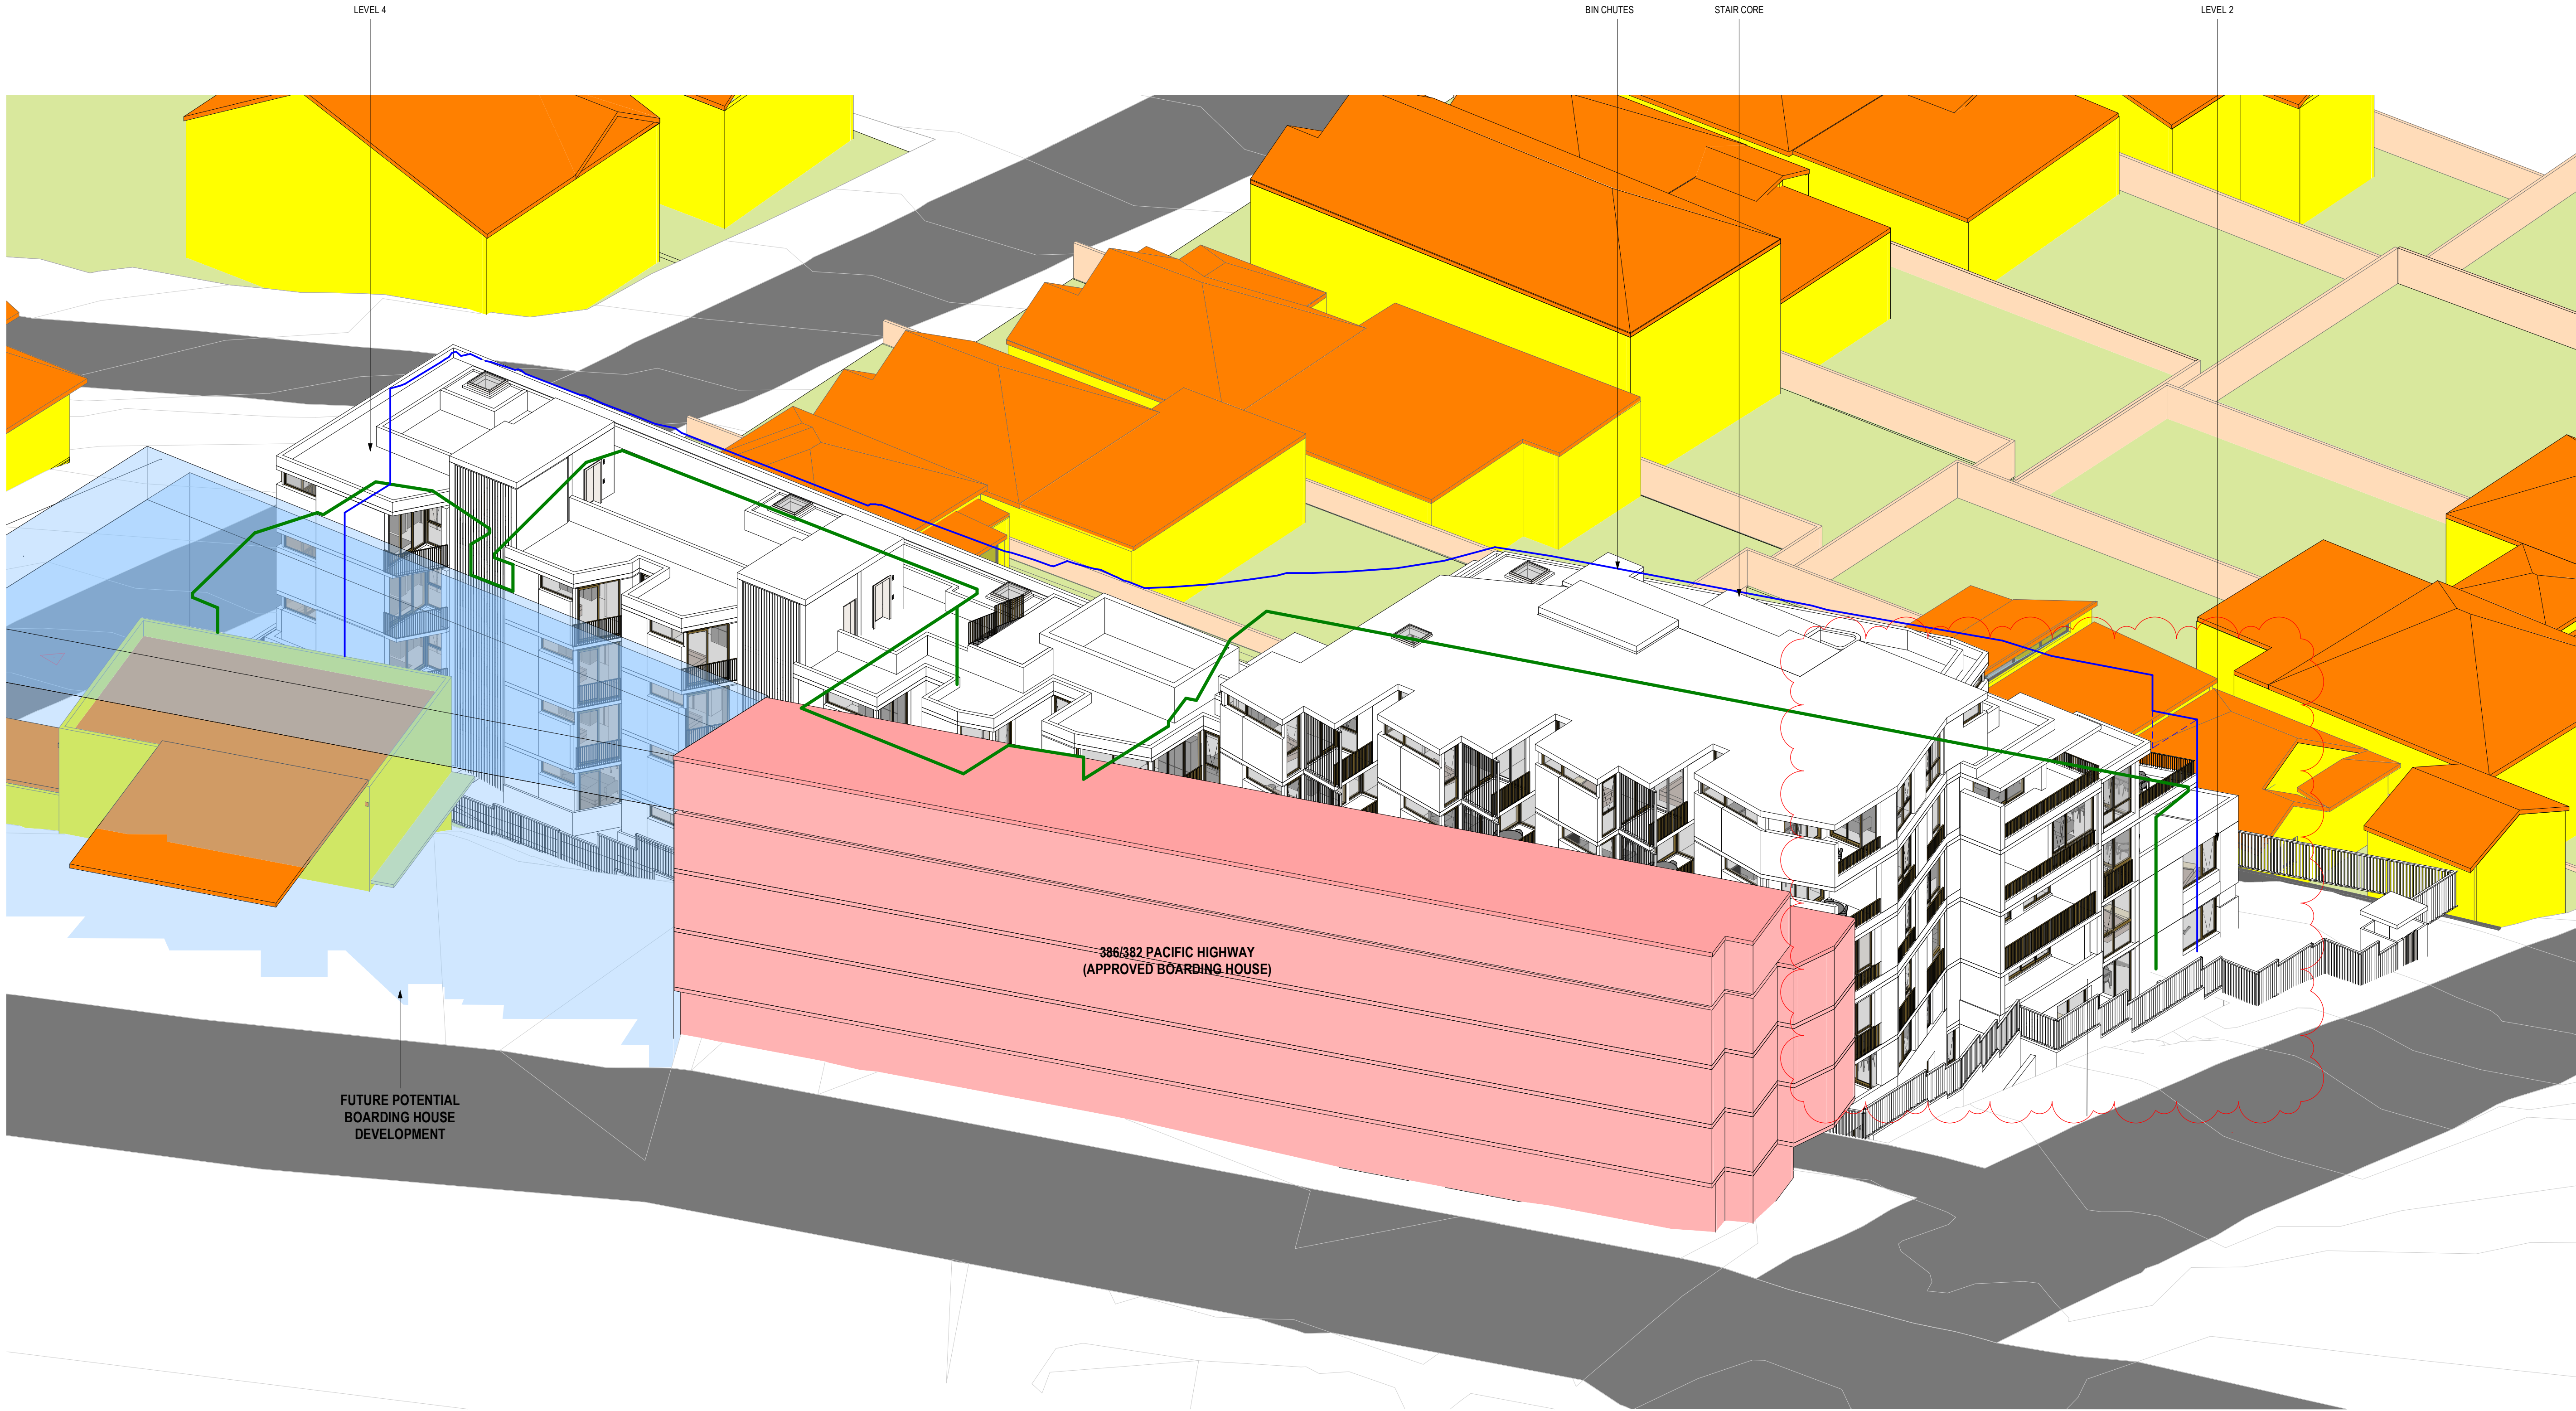 LEVEL 4
BIN CHUTES
STAIR CORE
LEVEL 2
386/382 PACIFIC HIGHWAY
(APPROVED BOARDING HOUSE)
FUTURE POTENTIAL
BOARDING HOUSE
DEVELOPMENT